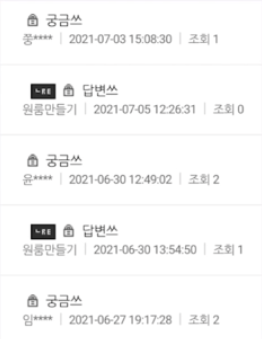 궁금쓰
쭝**** | 2021-07-03 15:08:30 | 조회 1
답변쓰
원룸만들기 | 2021-07-05 12:26:31 | 조회 0
궁금쓰
윤**** | 2021-06-30 12:49:02 | 조회 2
답변쓰
원룸만들기 | 2021-06-30 13:54:50 | 조회 1
궁금쓰
임**** | 2021-06-27 19:17:28 | 조회 2